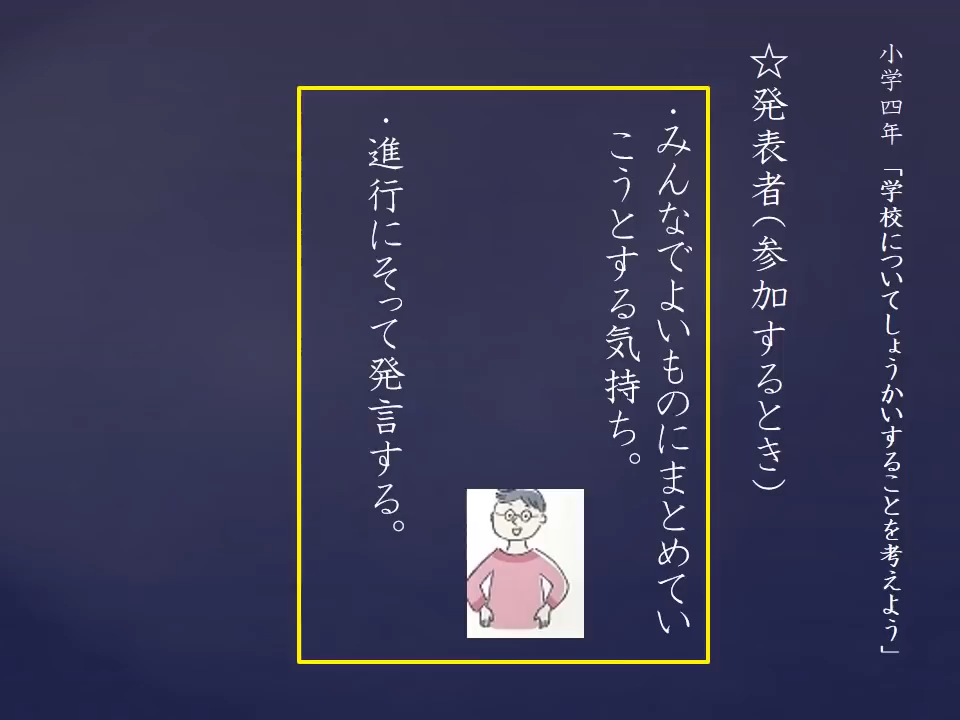 小学四年 「学校についてしょうかいすることを考えよう」
☆発表者(参加するとき)
・みんなでよいものにまとめてい
こうとする気持ち。
・進行にそって発言する。